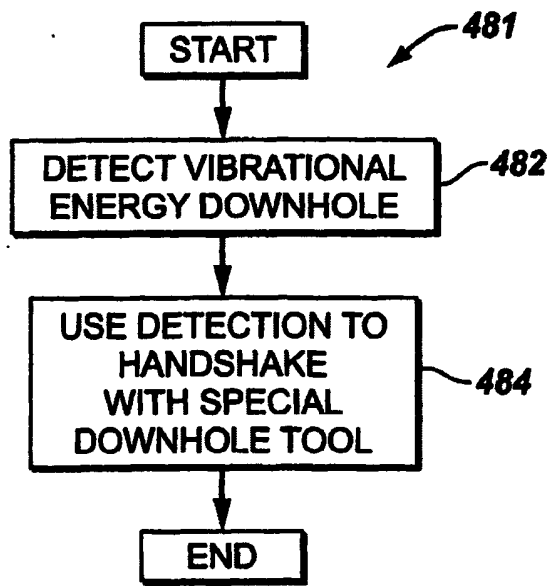 START
481
DETECT VIBRATIONAL
ENERGY DOWNHOLE
482
USE DETECTION TO
HANDSHAKE
WITH SPECIAL
DOWNHOLE TOOL
484
END